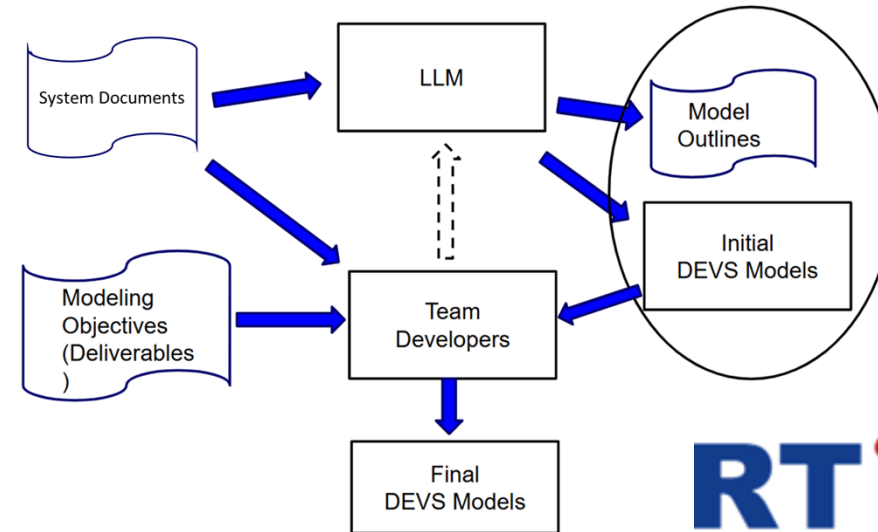 System Documents
LLM
Model
Outlines
Initial
DEVS Models
Modeling
Objectives
(Deliverables
)
Team
Developers
Final
DEVS Models
RT